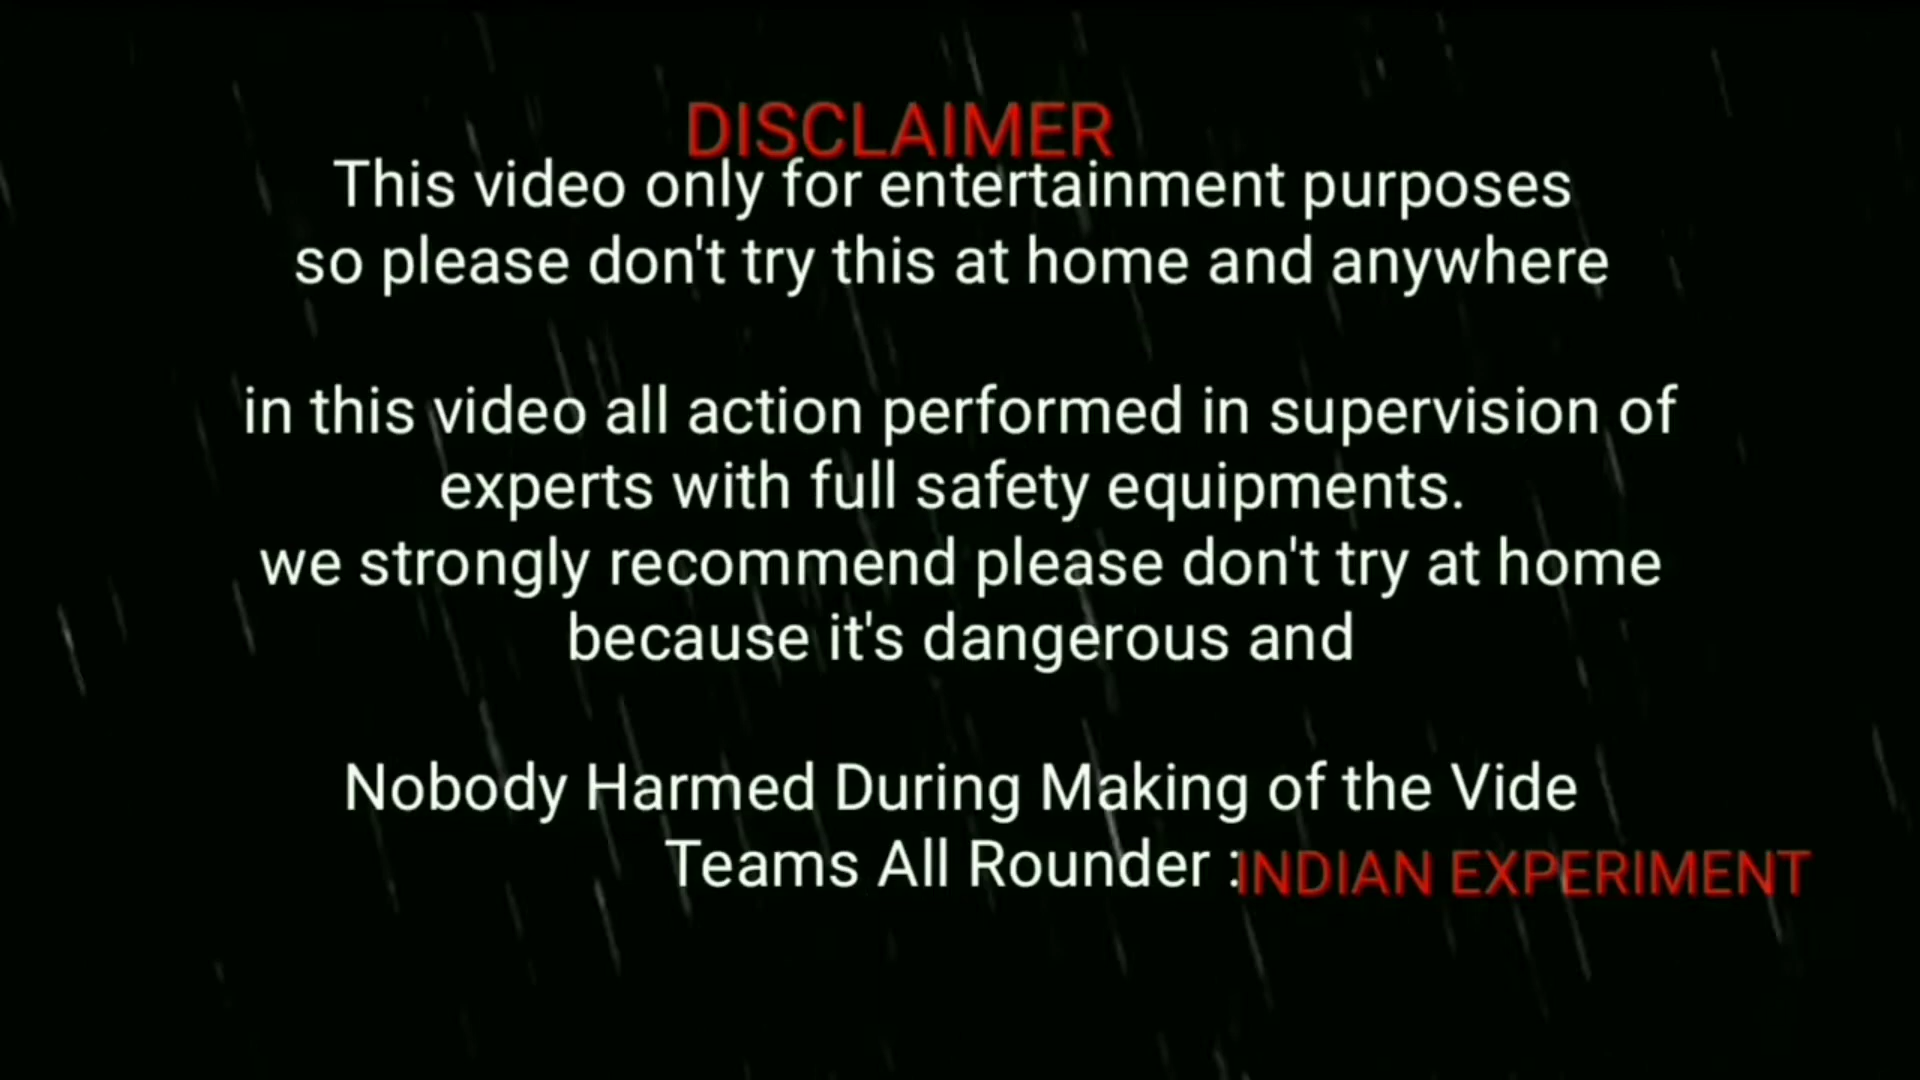 DISCLAIMER
This video only for entertainment purposes
so please don't try this at home and anywhere
in this video all action performed in supervision of
experts with full safety equipments.
we strongly recommend please don't try at home
because it's dangerous and
Nobody Harmed During Making of the Vide
Teams All Rounder :INDIAN EXPERIMENT